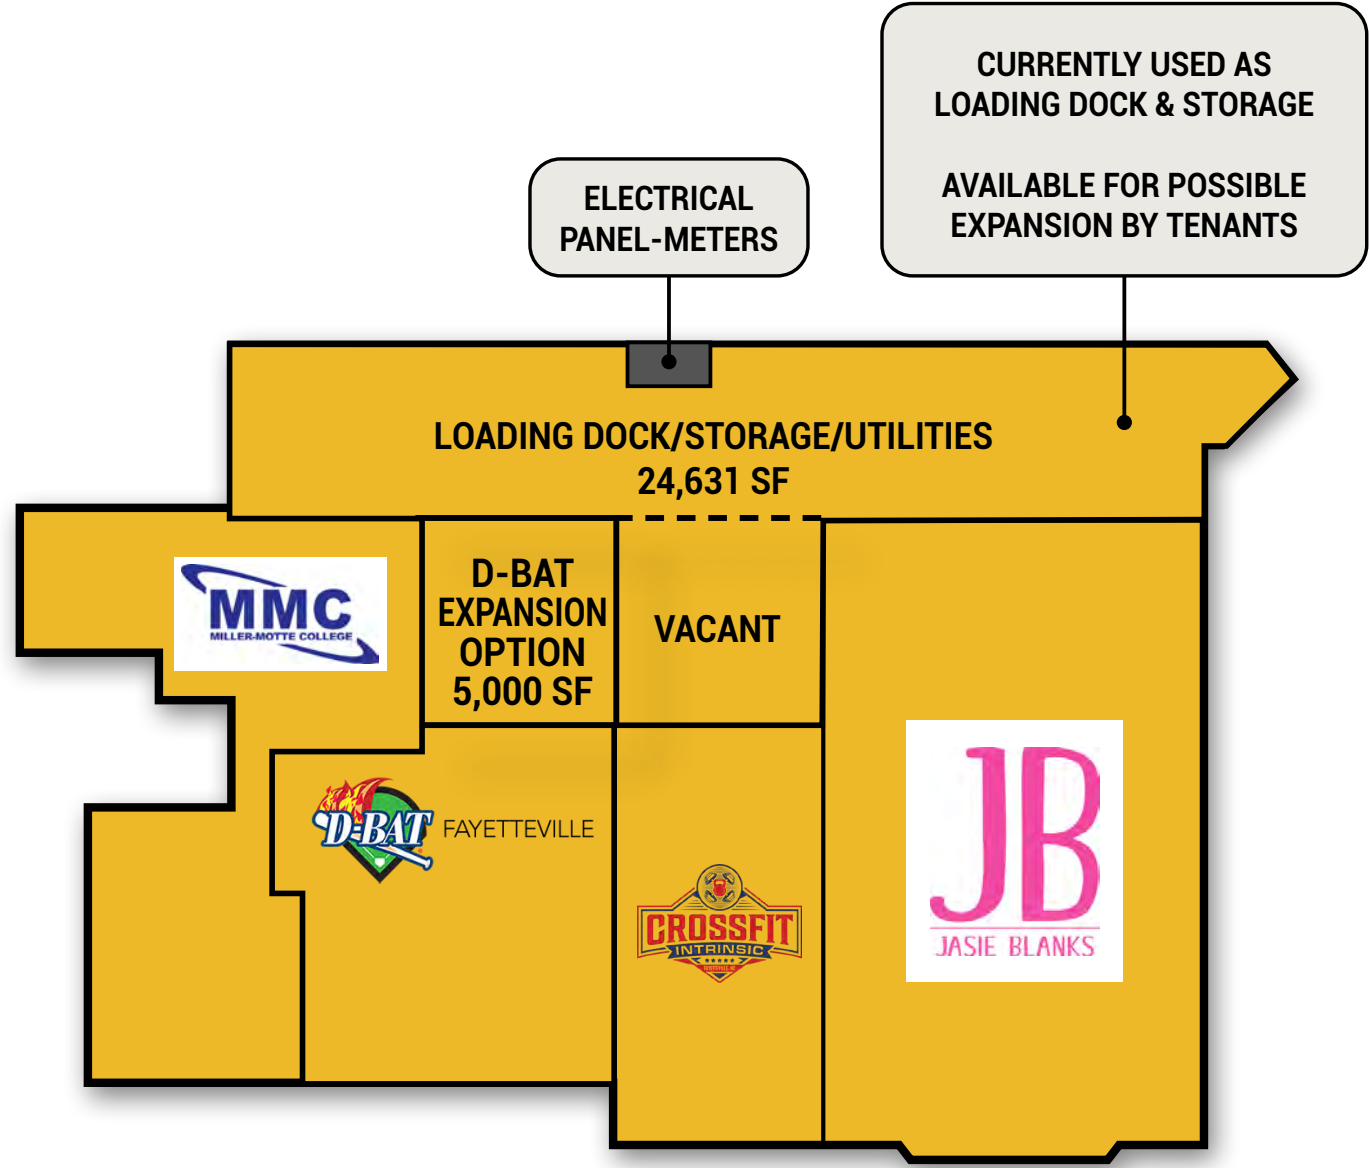 CURRENTLY USED AS
LOADING DOCK & STORAGE
AVAILABLE FOR POSSIBLE
EXPANSION BY TENANTS
ELECTRICAL
PANEL-METERS
LOADING DOCK/STORAGE/UTILITIES
24,631 SF
MMC
MILLER-MOTTE COLLEGE
D-BAT
EXPANSION
OPTION
5,000 SF
VACANT
D-BAT
FAYETTEVILLE
CROSSFIT
INTRINSIC
JB
JASIE BLANKS